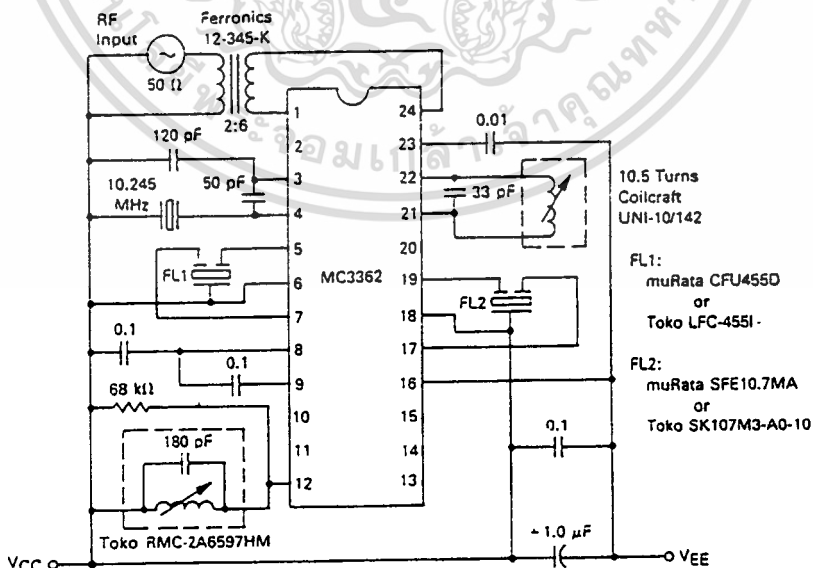 RF
Input
Ferronics
12-345-K
50 Ω
2:6
120 pF
50 pF
10.245
MHz
FL1
0.1
0.1
68 kΩ
180 pF
Toko RMC-2A6597HM
VCC
MC3362
1
2
3
4
5
6
7
8
9
10
11
12
24
23
22
21
20
19
18
17
16
15
14
13
0.01
33 pF
10.5 Turns
Coilcraft
UNI-10/142
FL2
FL1:
muRata CFU455D
or
Toko LFC-455I
FL2:
muRata SFE10.7MA
or
Toko SK107M3-A0-10
0.1
1.0 µF
VEE